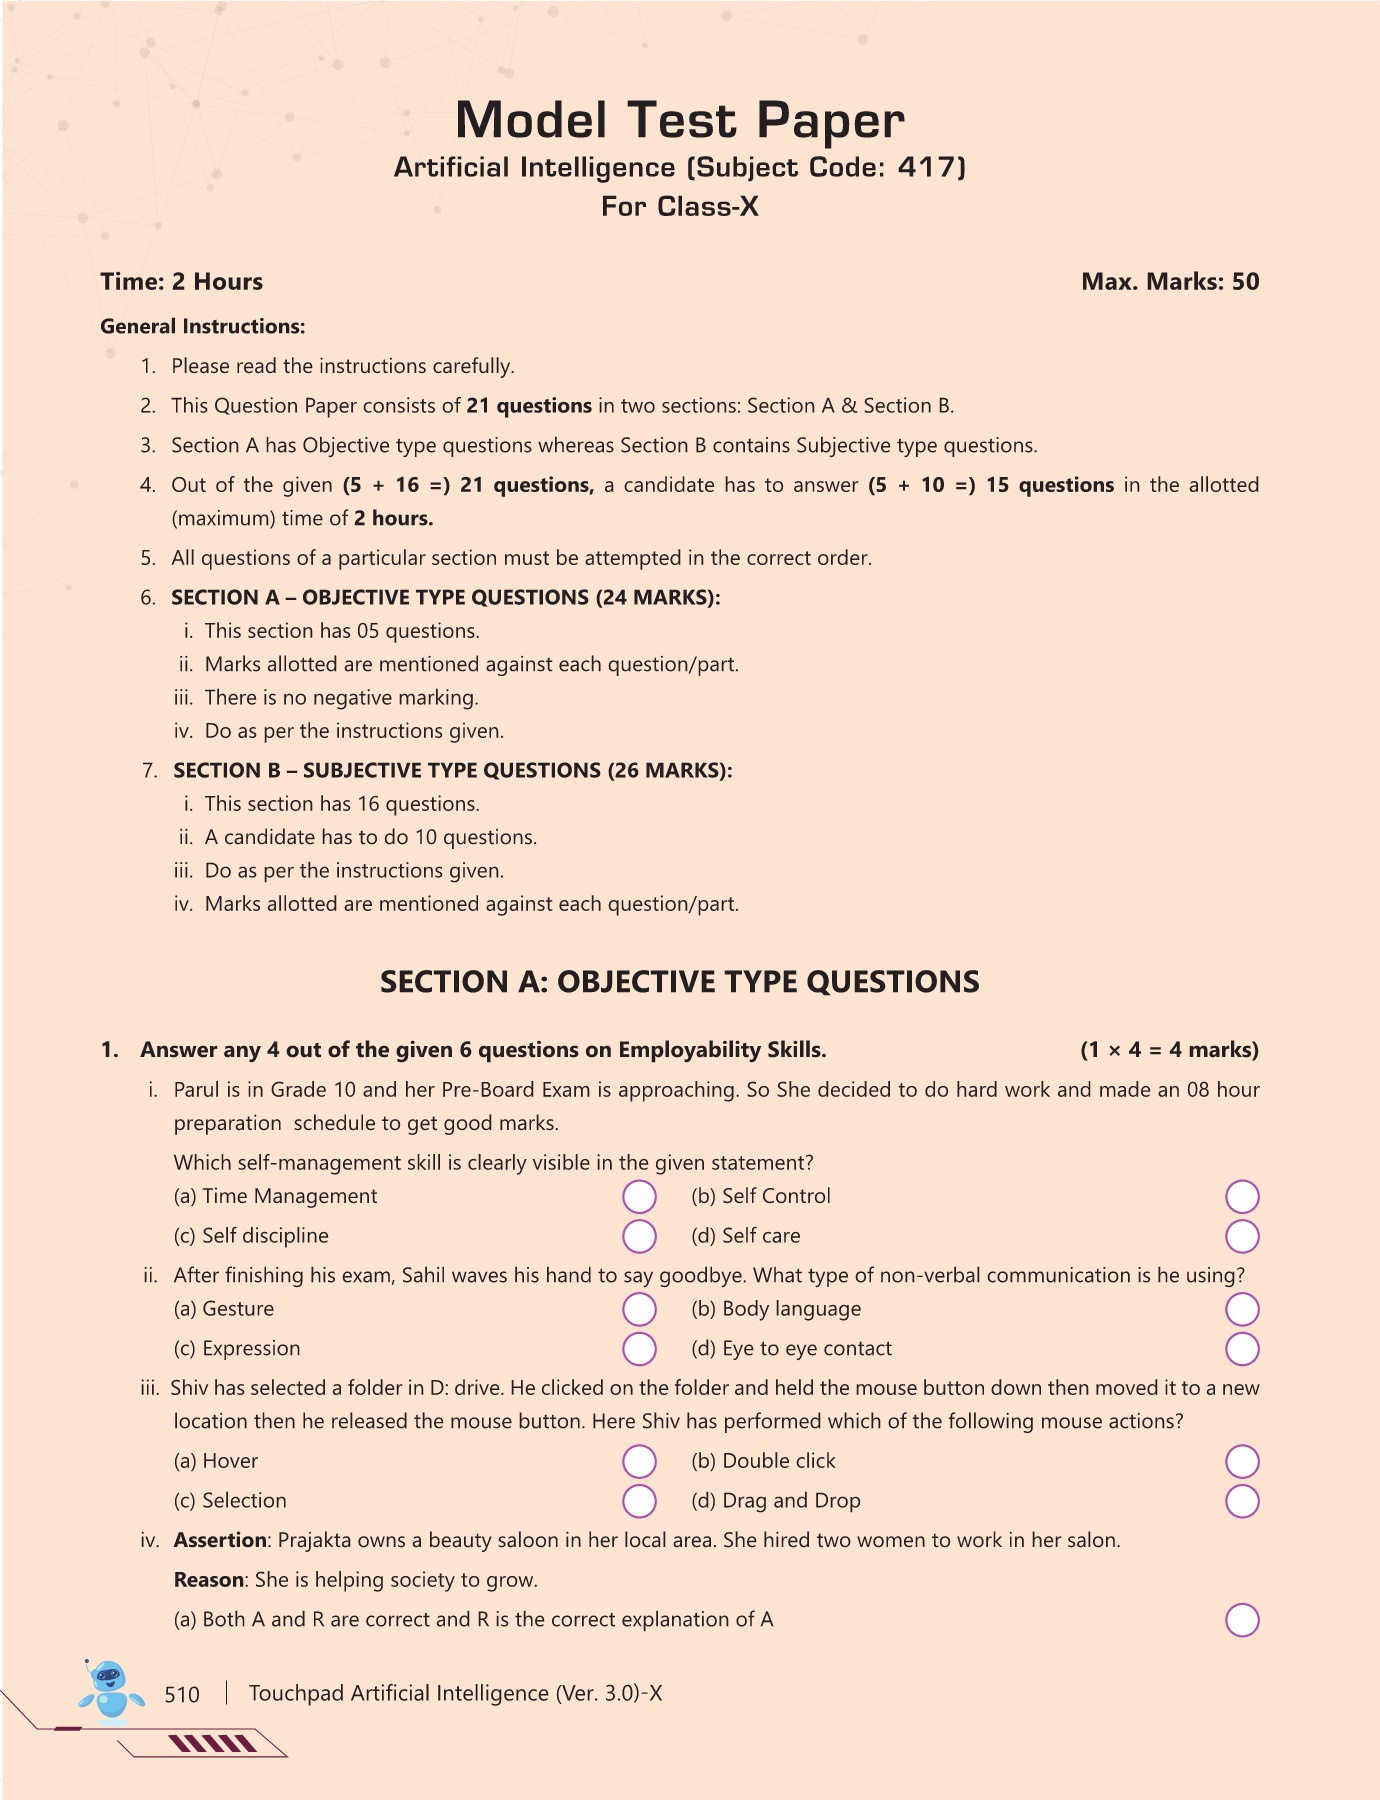 Model Test Paper
Artificial Intelligence (Subject Code: 417)
For Class-X
Time: 2 Hours Max. Marks: 50
General Instructions:
1. Please read the instructions carefully.
2. This Question Paper consists of 21 questions in two sections: Section A & Section B.
3. Section A has Objective type questions whereas Section B contains Subjective type questions.
4. Out of the given (5 + 16 =) 21 questions, a candidate has to answer (5 + 10 =) 15 questions in the allotted
(maximum) time of 2 hours.
5. All questions of a particular section must be attempted in the correct order.
6. SECTION A – OBJECTIVE TYPE QUESTIONS (24 MARKS):
i. This section has 05 questions.
ii. Marks allotted are mentioned against each question/part.
iii. There is no negative marking.
iv. Do as per the instructions given.
7. SECTION B – SUBJECTIVE TYPE QUESTIONS (26 MARKS):
i. This section has 16 questions.
ii. A candidate has to do 10 questions.
iii. Do as per the instructions given.
iv. Marks allotted are mentioned against each question/part.
SECTION A: OBJECTIVE TYPE QUESTIONS
1. Answer any 4 out of the given 6 questions on Employability Skills. (1 × 4 = 4 marks)
i. Parul is in Grade 10 and her Pre-Board Exam is approaching. So She decided to do hard work and made an 08 hour
preparation schedule to get good marks.
Which self-management skill is clearly visible in the given statement?
(a) Time Management (b) Self Control
(c) Self discipline (d) Self care
ii. After finishing his exam, Sahil waves his hand to say goodbye. What type of non-verbal communication is he using?
(a) Gesture (b) Body language
(c) Expression (d) Eye to eye contact
iii. Shiv has selected a folder in D: drive. He clicked on the folder and held the mouse button down then moved it to a new
location then he released the mouse button. Here Shiv has performed which of the following mouse actions?
(a) Hover (b) Double click
(c) Selection (d) Drag and Drop
iv. Assertion: Prajakta owns a beauty saloon in her local area. She hired two women to work in her salon.
Reason: She is helping society to grow.
(a) Both A and R are correct and R is the correct explanation of A
510 | Touchpad Artificial Intelligence (Ver. 3.0)-X